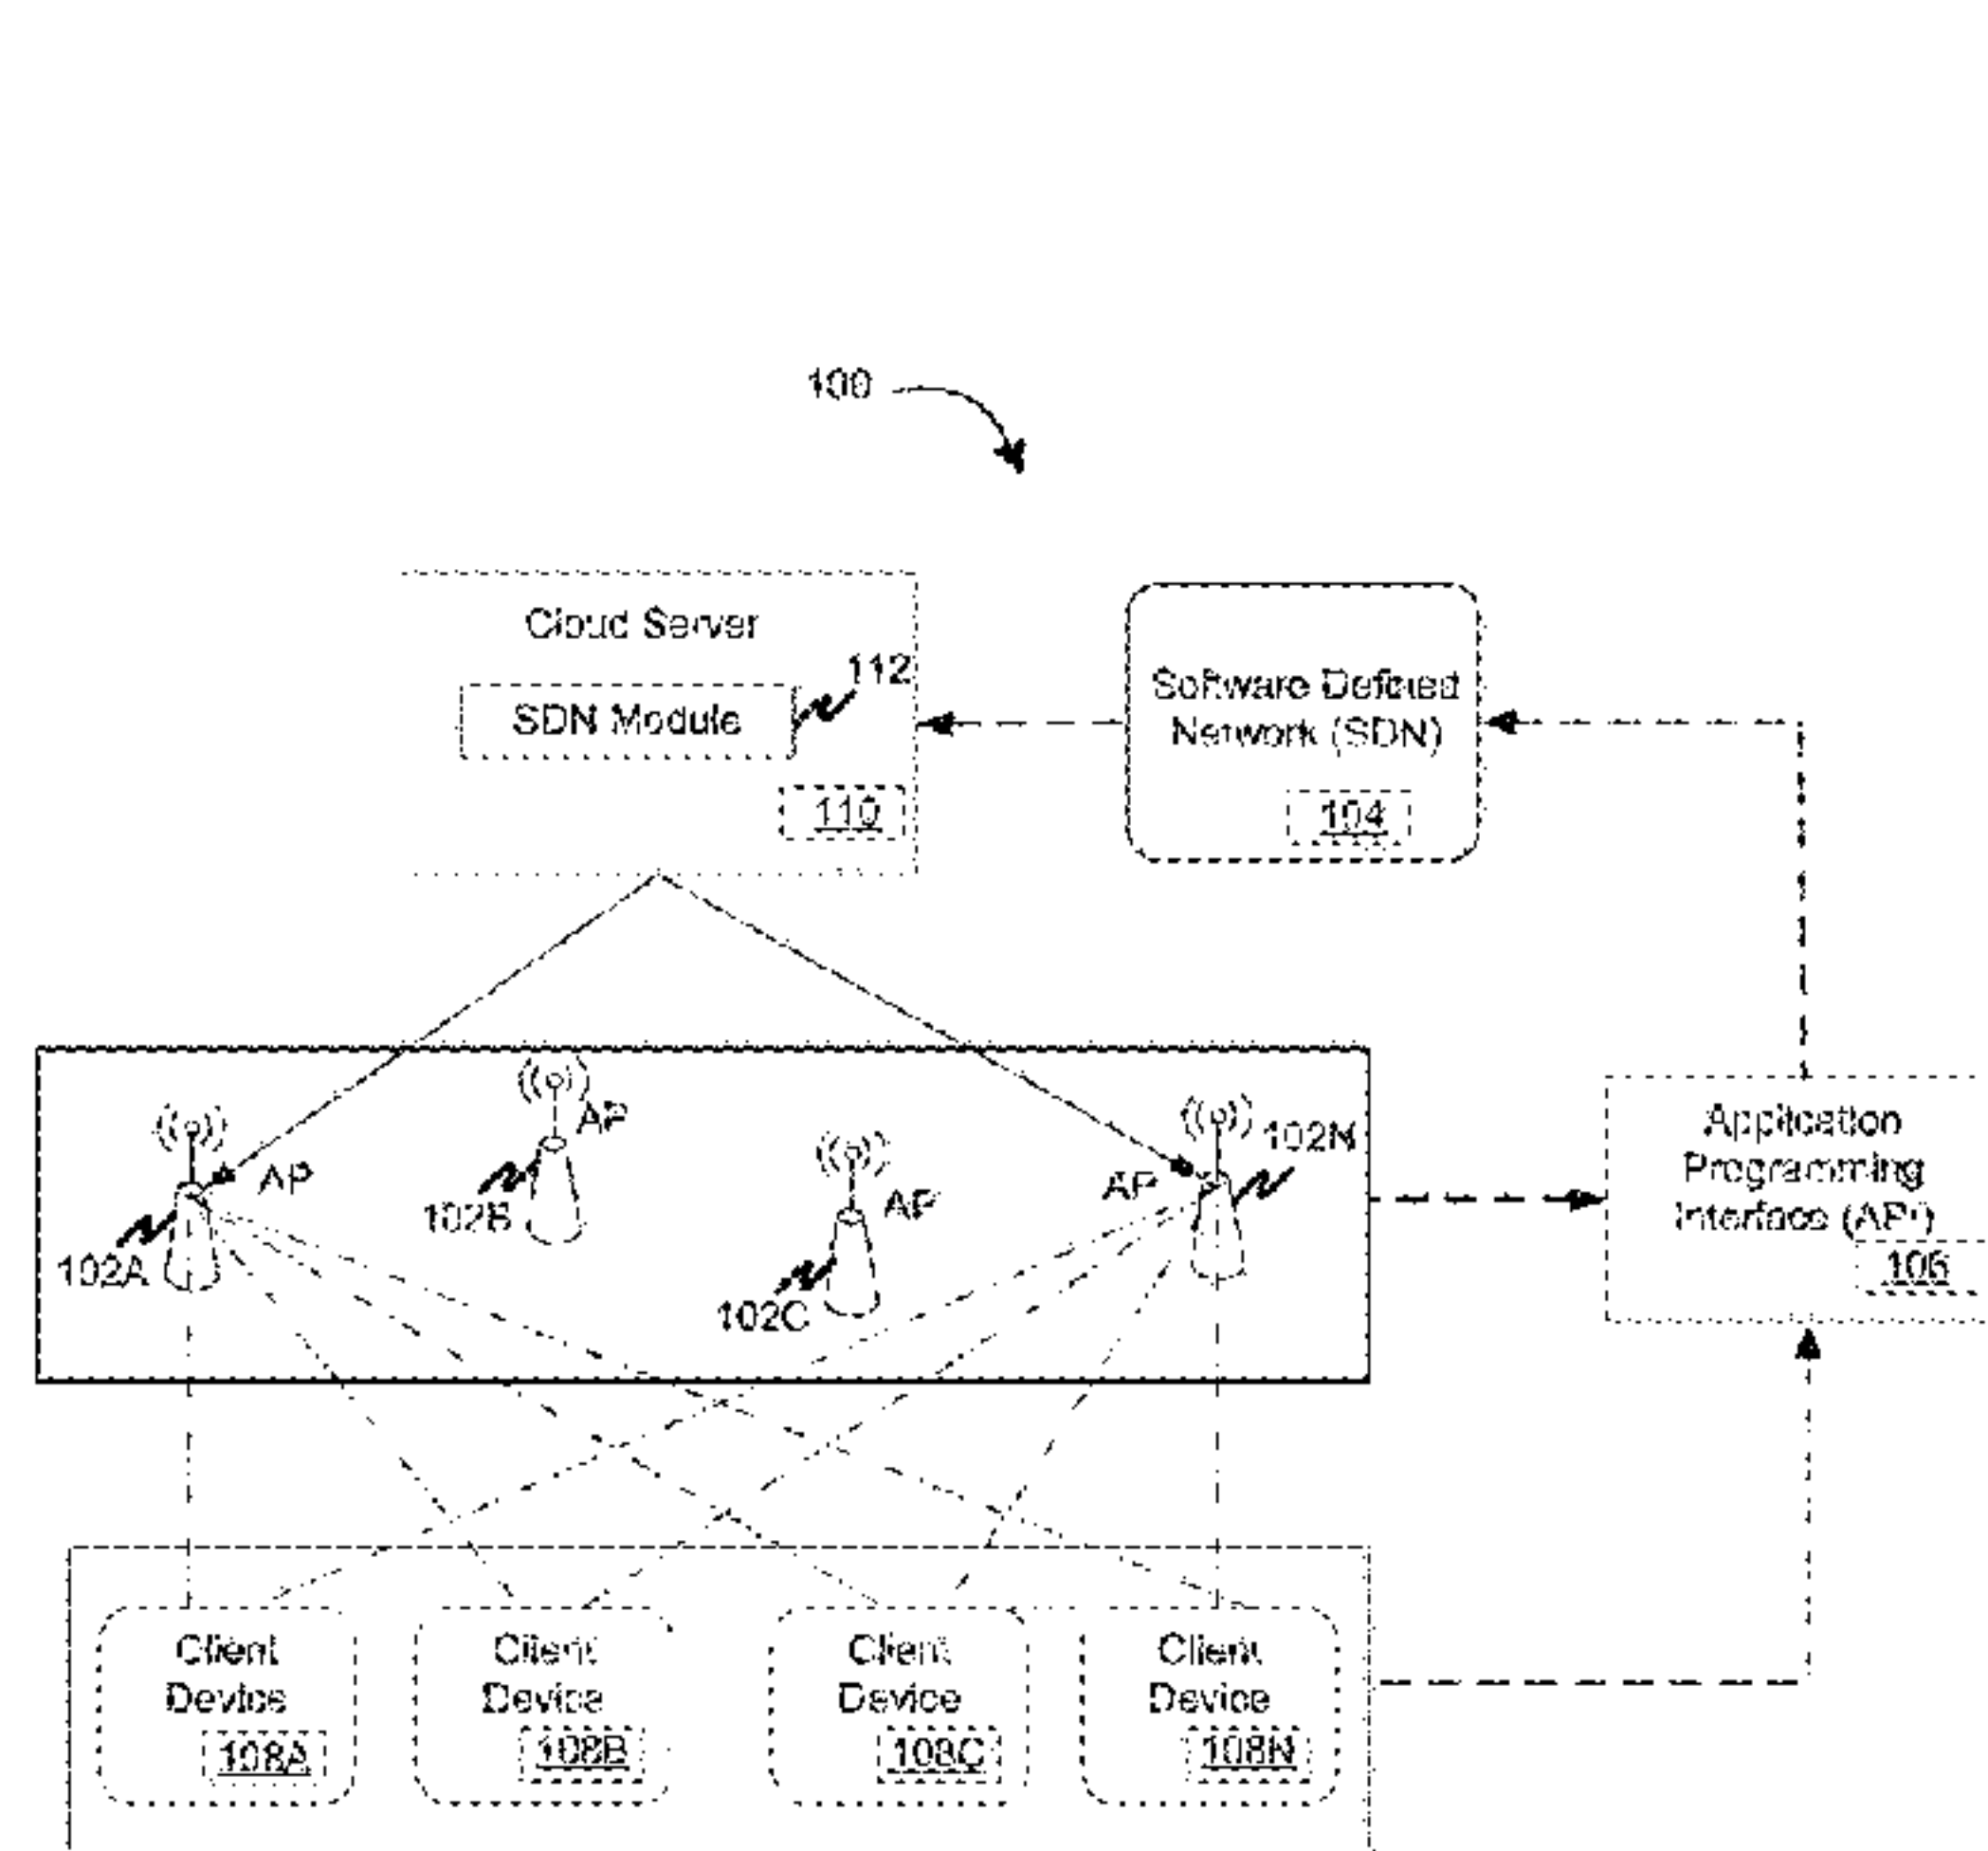 100
Cloud Server
112
SDN Module
110
Software Defined
Network (SDN)
104
AP
102A
AP
102B
AP
102C
AP
102N
Application
Programming
Interface (API)
106
Client
Device
108A
Client
Device
108B
Client
Device
108C
Client
Device
108N